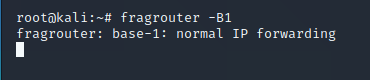 root@kali:~# fragrouter -B1
fragrouter: base-1: normal IP forwarding